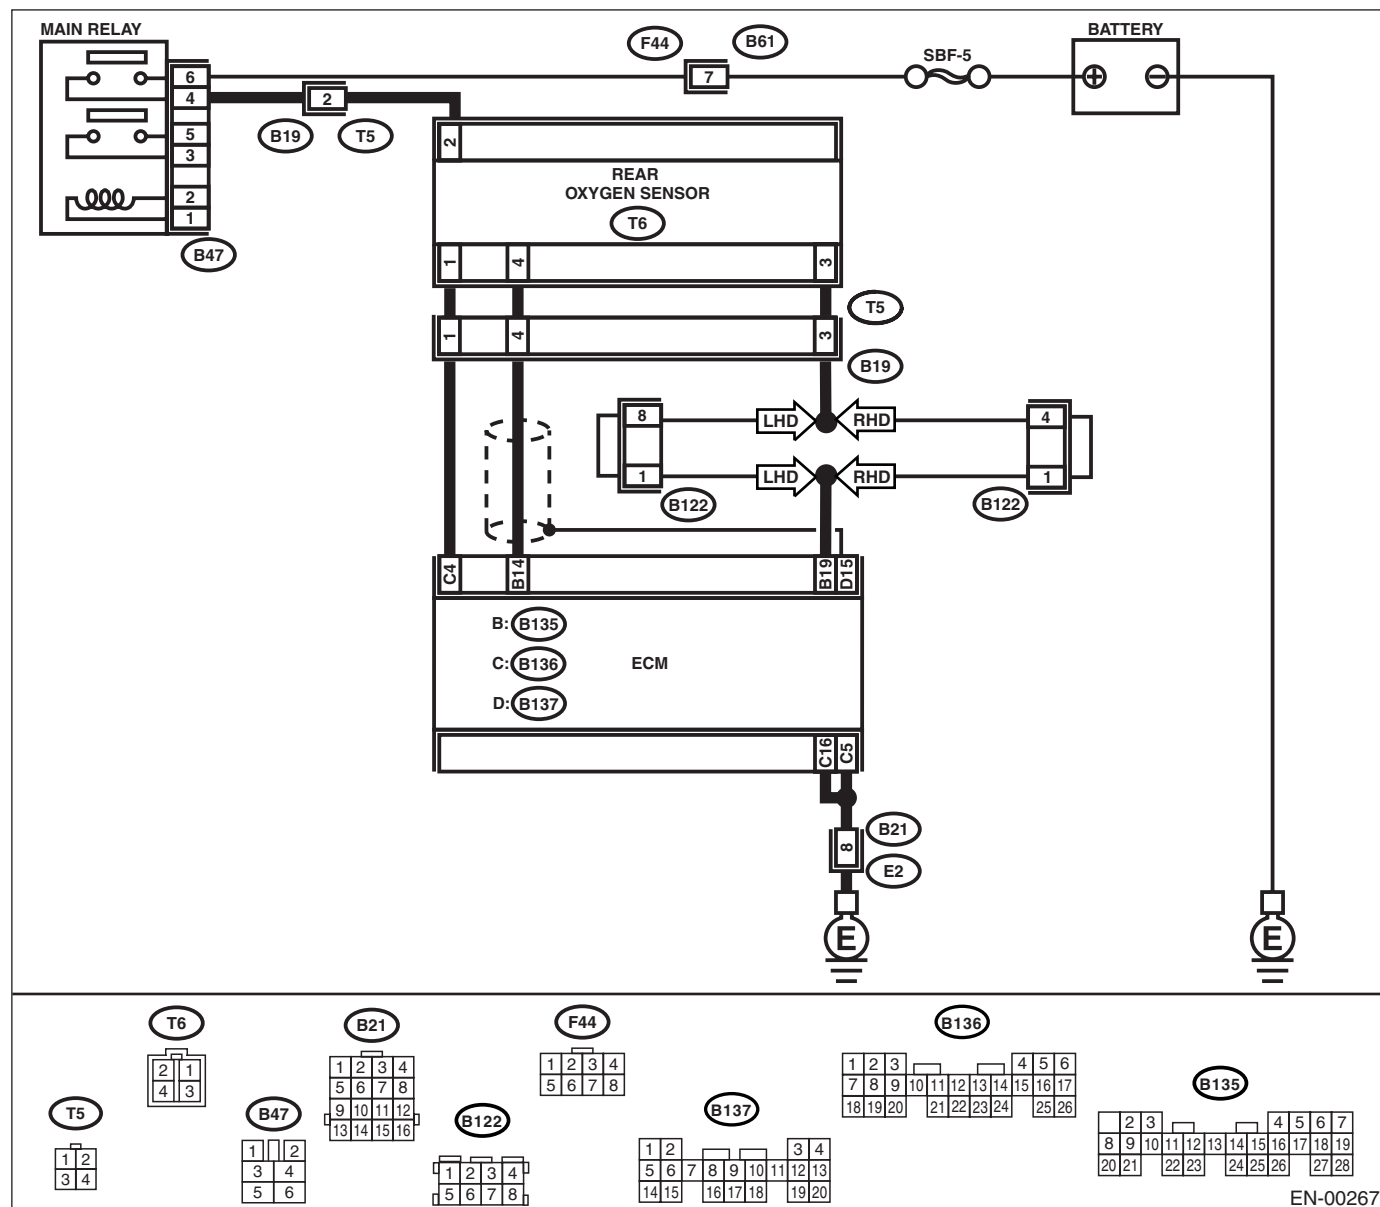 MAIN RELAY
BATTERY
F44
B61
SBF-5
6
4
5
3
2
1
7
2
B19
T5
B47
2
REAR
OXYGEN SENSOR
T6
1
4
3
T5
1
4
3
B19
8
LHD
RHD
4
1
LHD
RHD
1
B122
B122
C4
B14
B19
D15
B: B135
C: B136
ECM
D: B137
C16
C5
B21
8
E2
E
E
T6
2 1
4 3
T5
1 2
3 4
B47
1 2
3 4
5 6
B21
1 2 3 4
5 6 7 8
9 10 11 12
13 14 15 16
B122
1 2 3 4
5 6 7 8
F44
1 2 3 4
5 6 7 8
B137
1 2 3 4
5 6 7 8 9 10 11 12 13
14 15 16 17 18 19 20
B136
1 2 3 4 5 6
7 8 9 10 11 12 13 14 15 16 17
18 19 20 21 22 23 24 25 26
B135
2 3 4 5 6 7
8 9 10 11 12 13 14 15 16 17 18 19
20 21 22 23 24 25 26 27 28
EN-00267